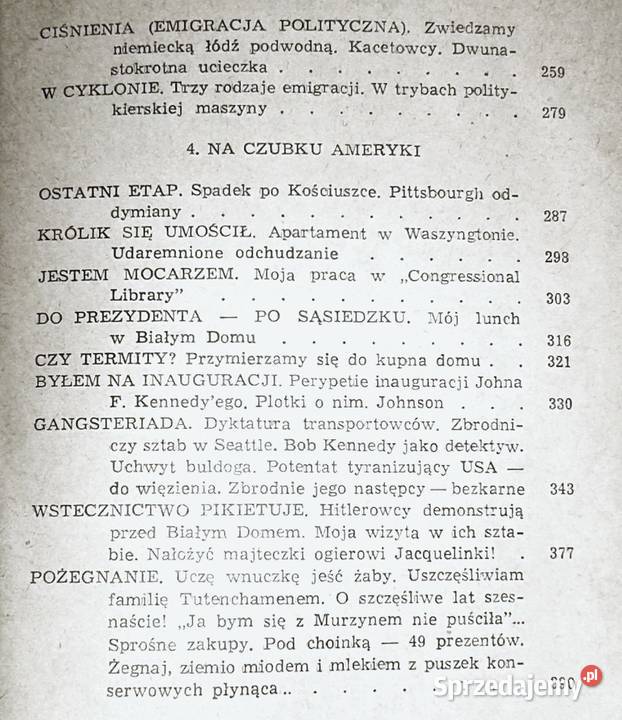 CIŚNIENIA (EMIGRACJA POLITYCZNA). Zwiedzamy
niemiecką łódź podwodną. Kacetowcy. Dwuna-
stokrotna ucieczka . . . . . . . . . 259
W CYKLONIE. Trzy rodzaje emigracji. W trybach polity-
kierskiej maszyny . . . . . . . . . 279
4. NA CZUBKU AMERYKI
OSTATNI ETAP. Spadek po Kościuszce. Pittsbourgh od-
dymiany . . . . . . . . . . . . 287
KRÓLIK SIĘ UMOŚCIŁ. Apartament w Waszyngtonie.
Udaremnione odchudzanie . . . . . . 298
JESTEM MOCARZEM. Moja praca w „Congressional
Library” . . . . . . . . . . . 303
DO PREZYDENTA — PO SĄSIEDZKU. Mój lunch
w Białym Domu . . . . . . . . . 316
CZY TERMITY? Przymierzamy się do kupna domu . . 321
BYŁEM NA INAUGURACJI. Perypetie inauguracji Johna
F. Kennedy’ego. Plotki o nim. Johnson . . . 330
GANGSTERIADA. Dyktatura transportowców. Zbrodni-
czy sztab w Seattle. Bob Kennedy jako detektyw.
Uchwyt buldoga. Potentat tyranizujący USA —
do więzienia. Zbrodnie jego następcy — bezkarne 343
WSTECZNICTWO PIKIETUJE. Hitlerowcy demonstrują
przed Białym Domem. Moja wizyta w ich szta-
bie. Nałożyć majteczki ogierowi Jacquelinki! . 377
POŻEGNANIE. Uczę wnuczkę jeść żaby. Uszczęśliwiam
familię Tutenchamenem. O szczęśliwe lat szes-
naście! „Ja bym się z Murzynem nie puściła”...
Sprośne zakupy. Pod choinką — 49 prezentów.
Żegnaj, ziemio miodem i mlekiem z puszek kon-
serwowych płynąca . . . . . . . . 390
Sprzedajemy.pl